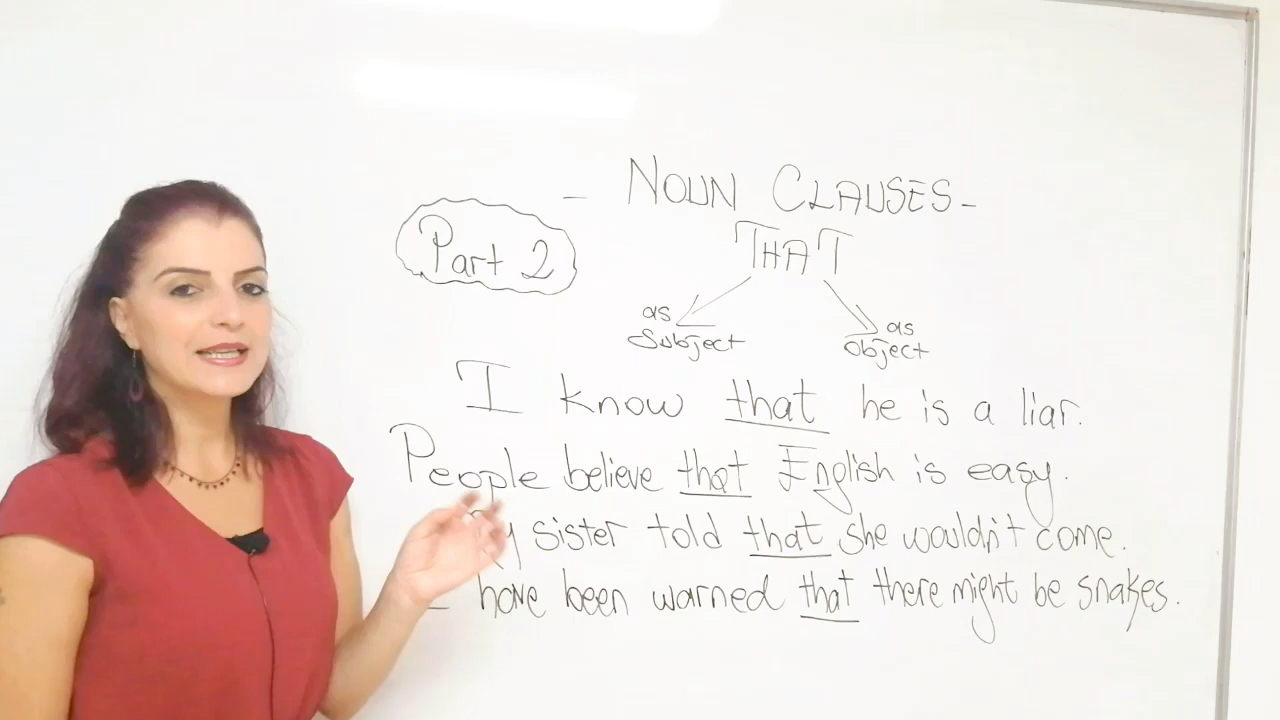 - NOUN CLAUSES -
Part 2
THAT
as Subject
as Object
I know that he is a liar.
People believe that English is easy.
sister told that she wouldn't come.
have been warned that there might be snakes.